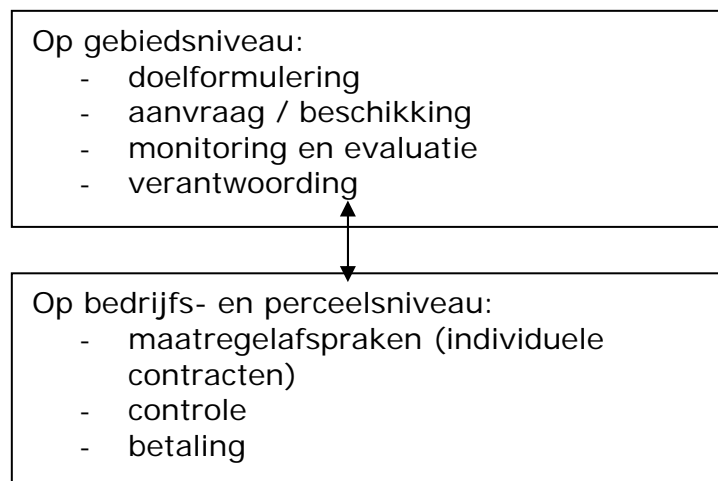 Op gebiedsniveau:
- doelformulering
- aanvraag / beschikking
- monitoring en evaluatie
- verantwoording
Op bedrijfs- en perceelsniveau:
- maatregelafspraken (individuele
contracten)
- controle
- betaling